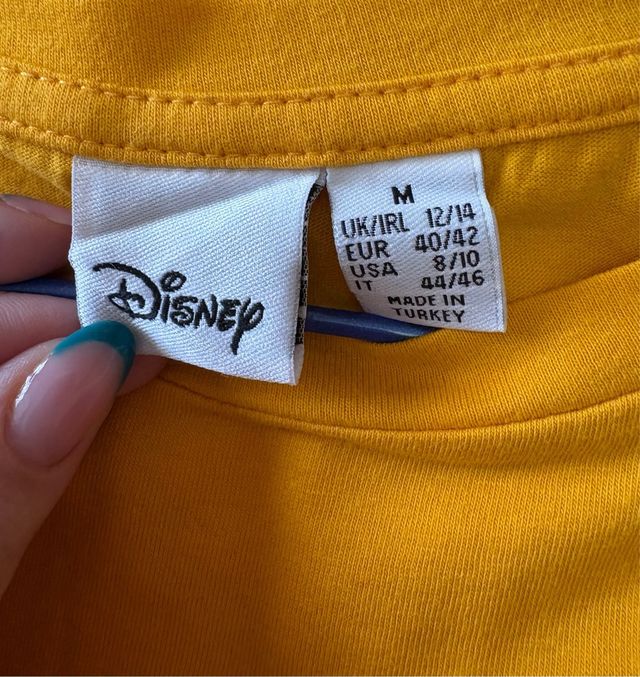 Disney
M
UK/IRL 12/14
EUR 40/42
USA 8/10
IT 44/46
MADE IN
TURKEY